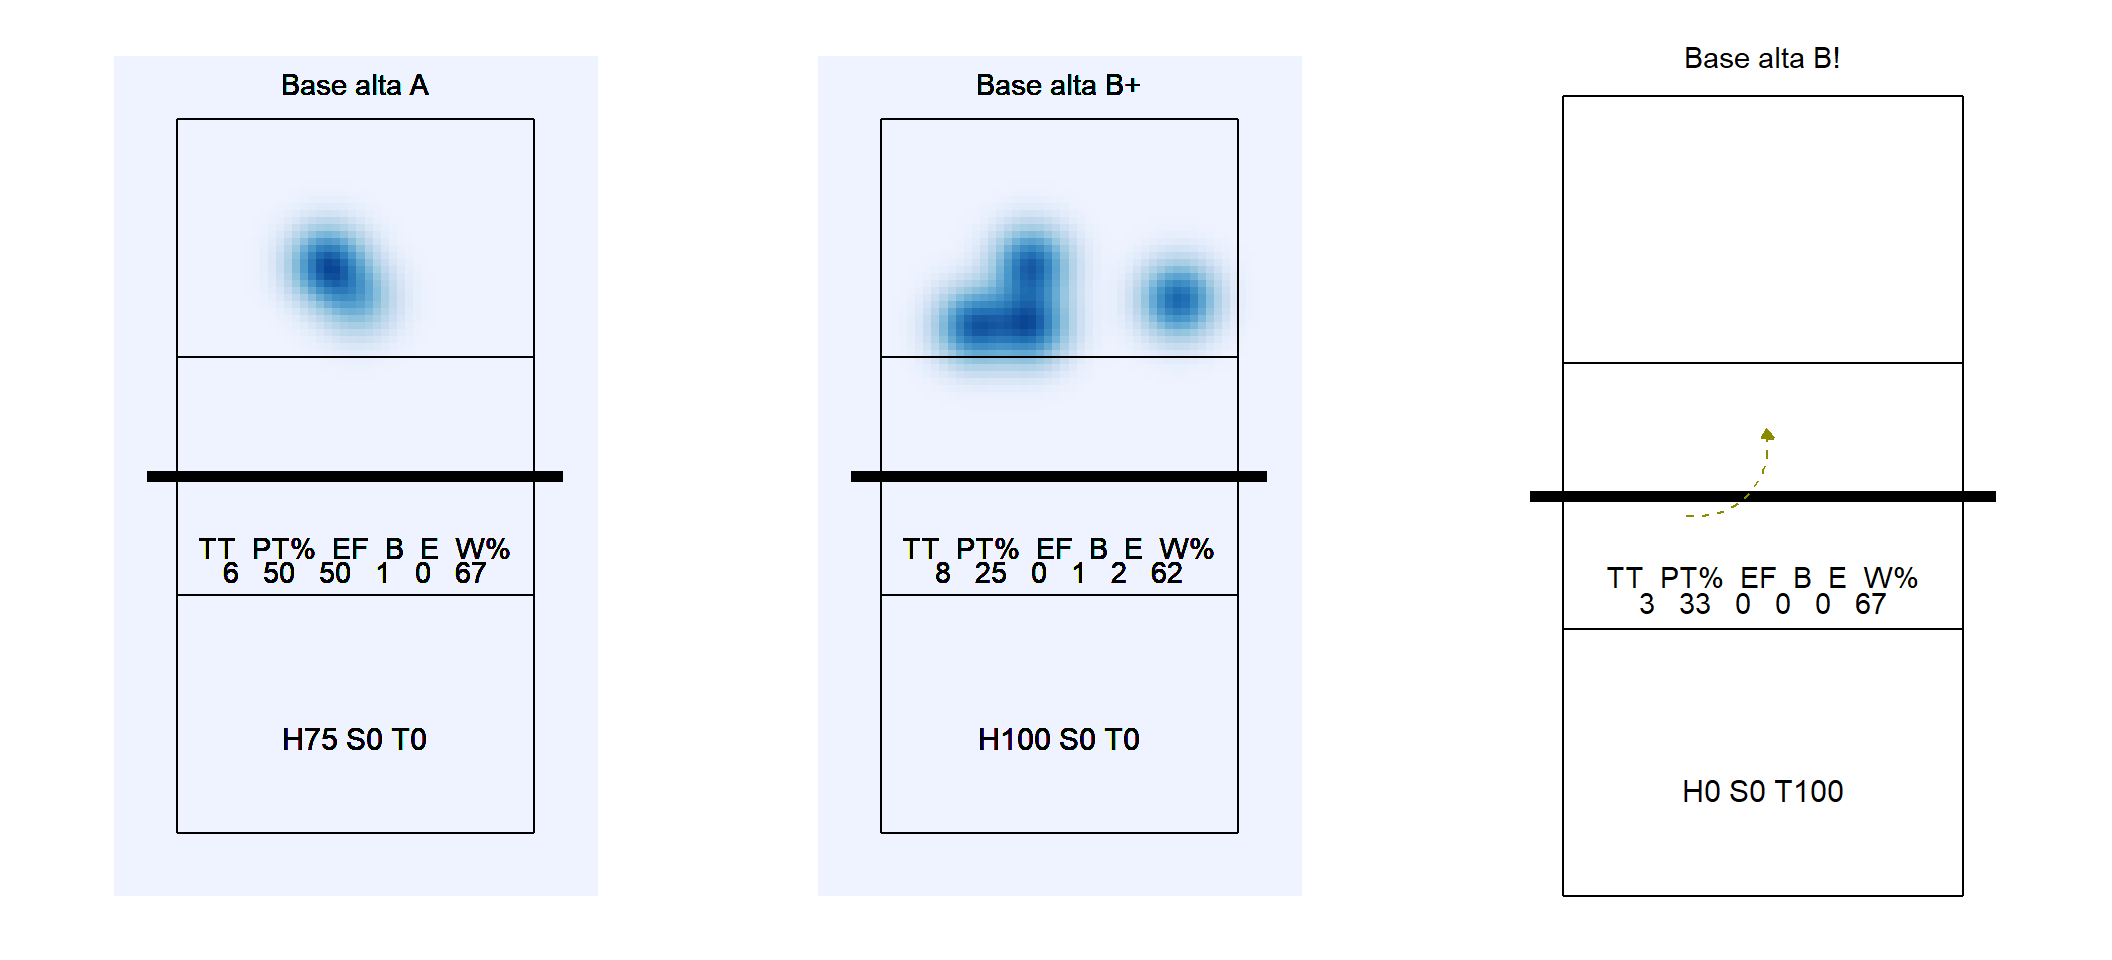 Base alta A
TT PT% EF B E W%
6 50 50 1 0 67
H75 S0 T0
Base alta B+
TT PT% EF B E W%
8 25 0 1 2 62
H100 S0 T0
Base alta B!
TT PT% EF B E W%
3 33 0 0 0 67
H0 S0 T100